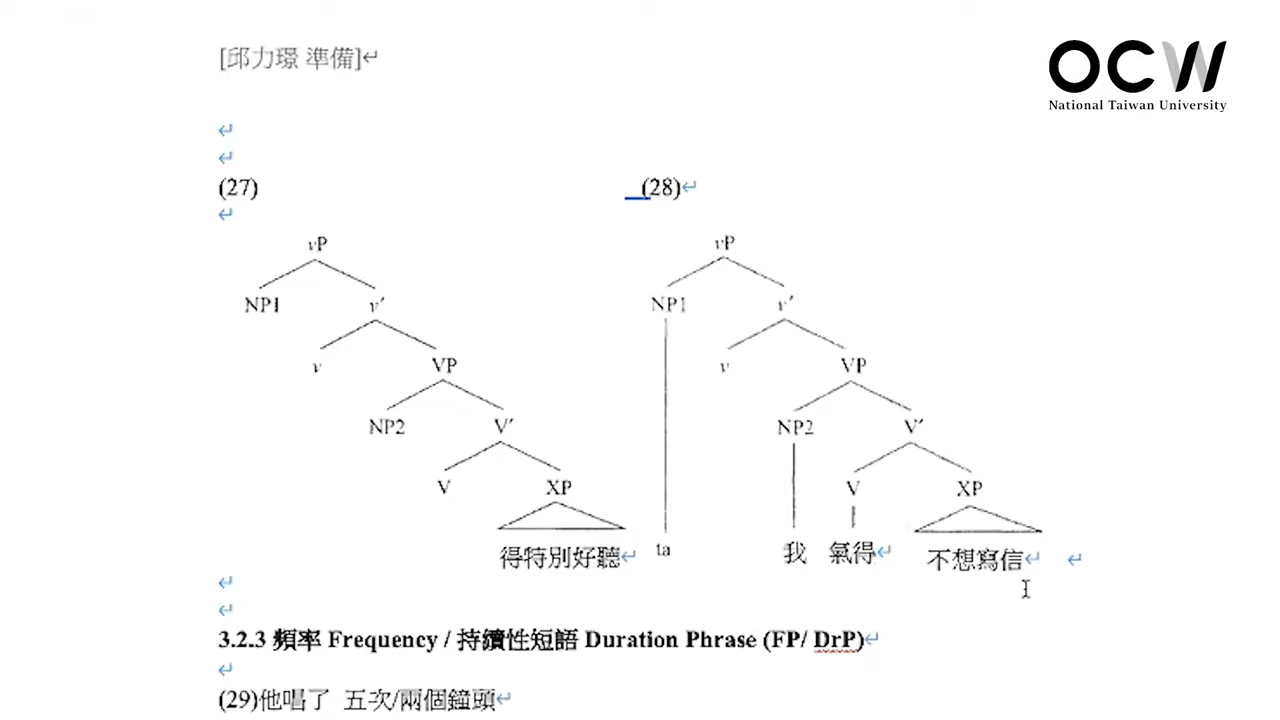 [邱力璟 準備]
OCW
National Taiwan University
(27) (28)
vP vP
NP1 v′ NP1 v′
v VP v VP
NP2 V′ NP2 V′
V XP V XP
得特別好聽 ta 我 氣得 不想寫信
3.2.3 頻率 Frequency / 持續性短語 Duration Phrase (FP/ DrP)
(29)他唱了 五次/兩個鐘頭